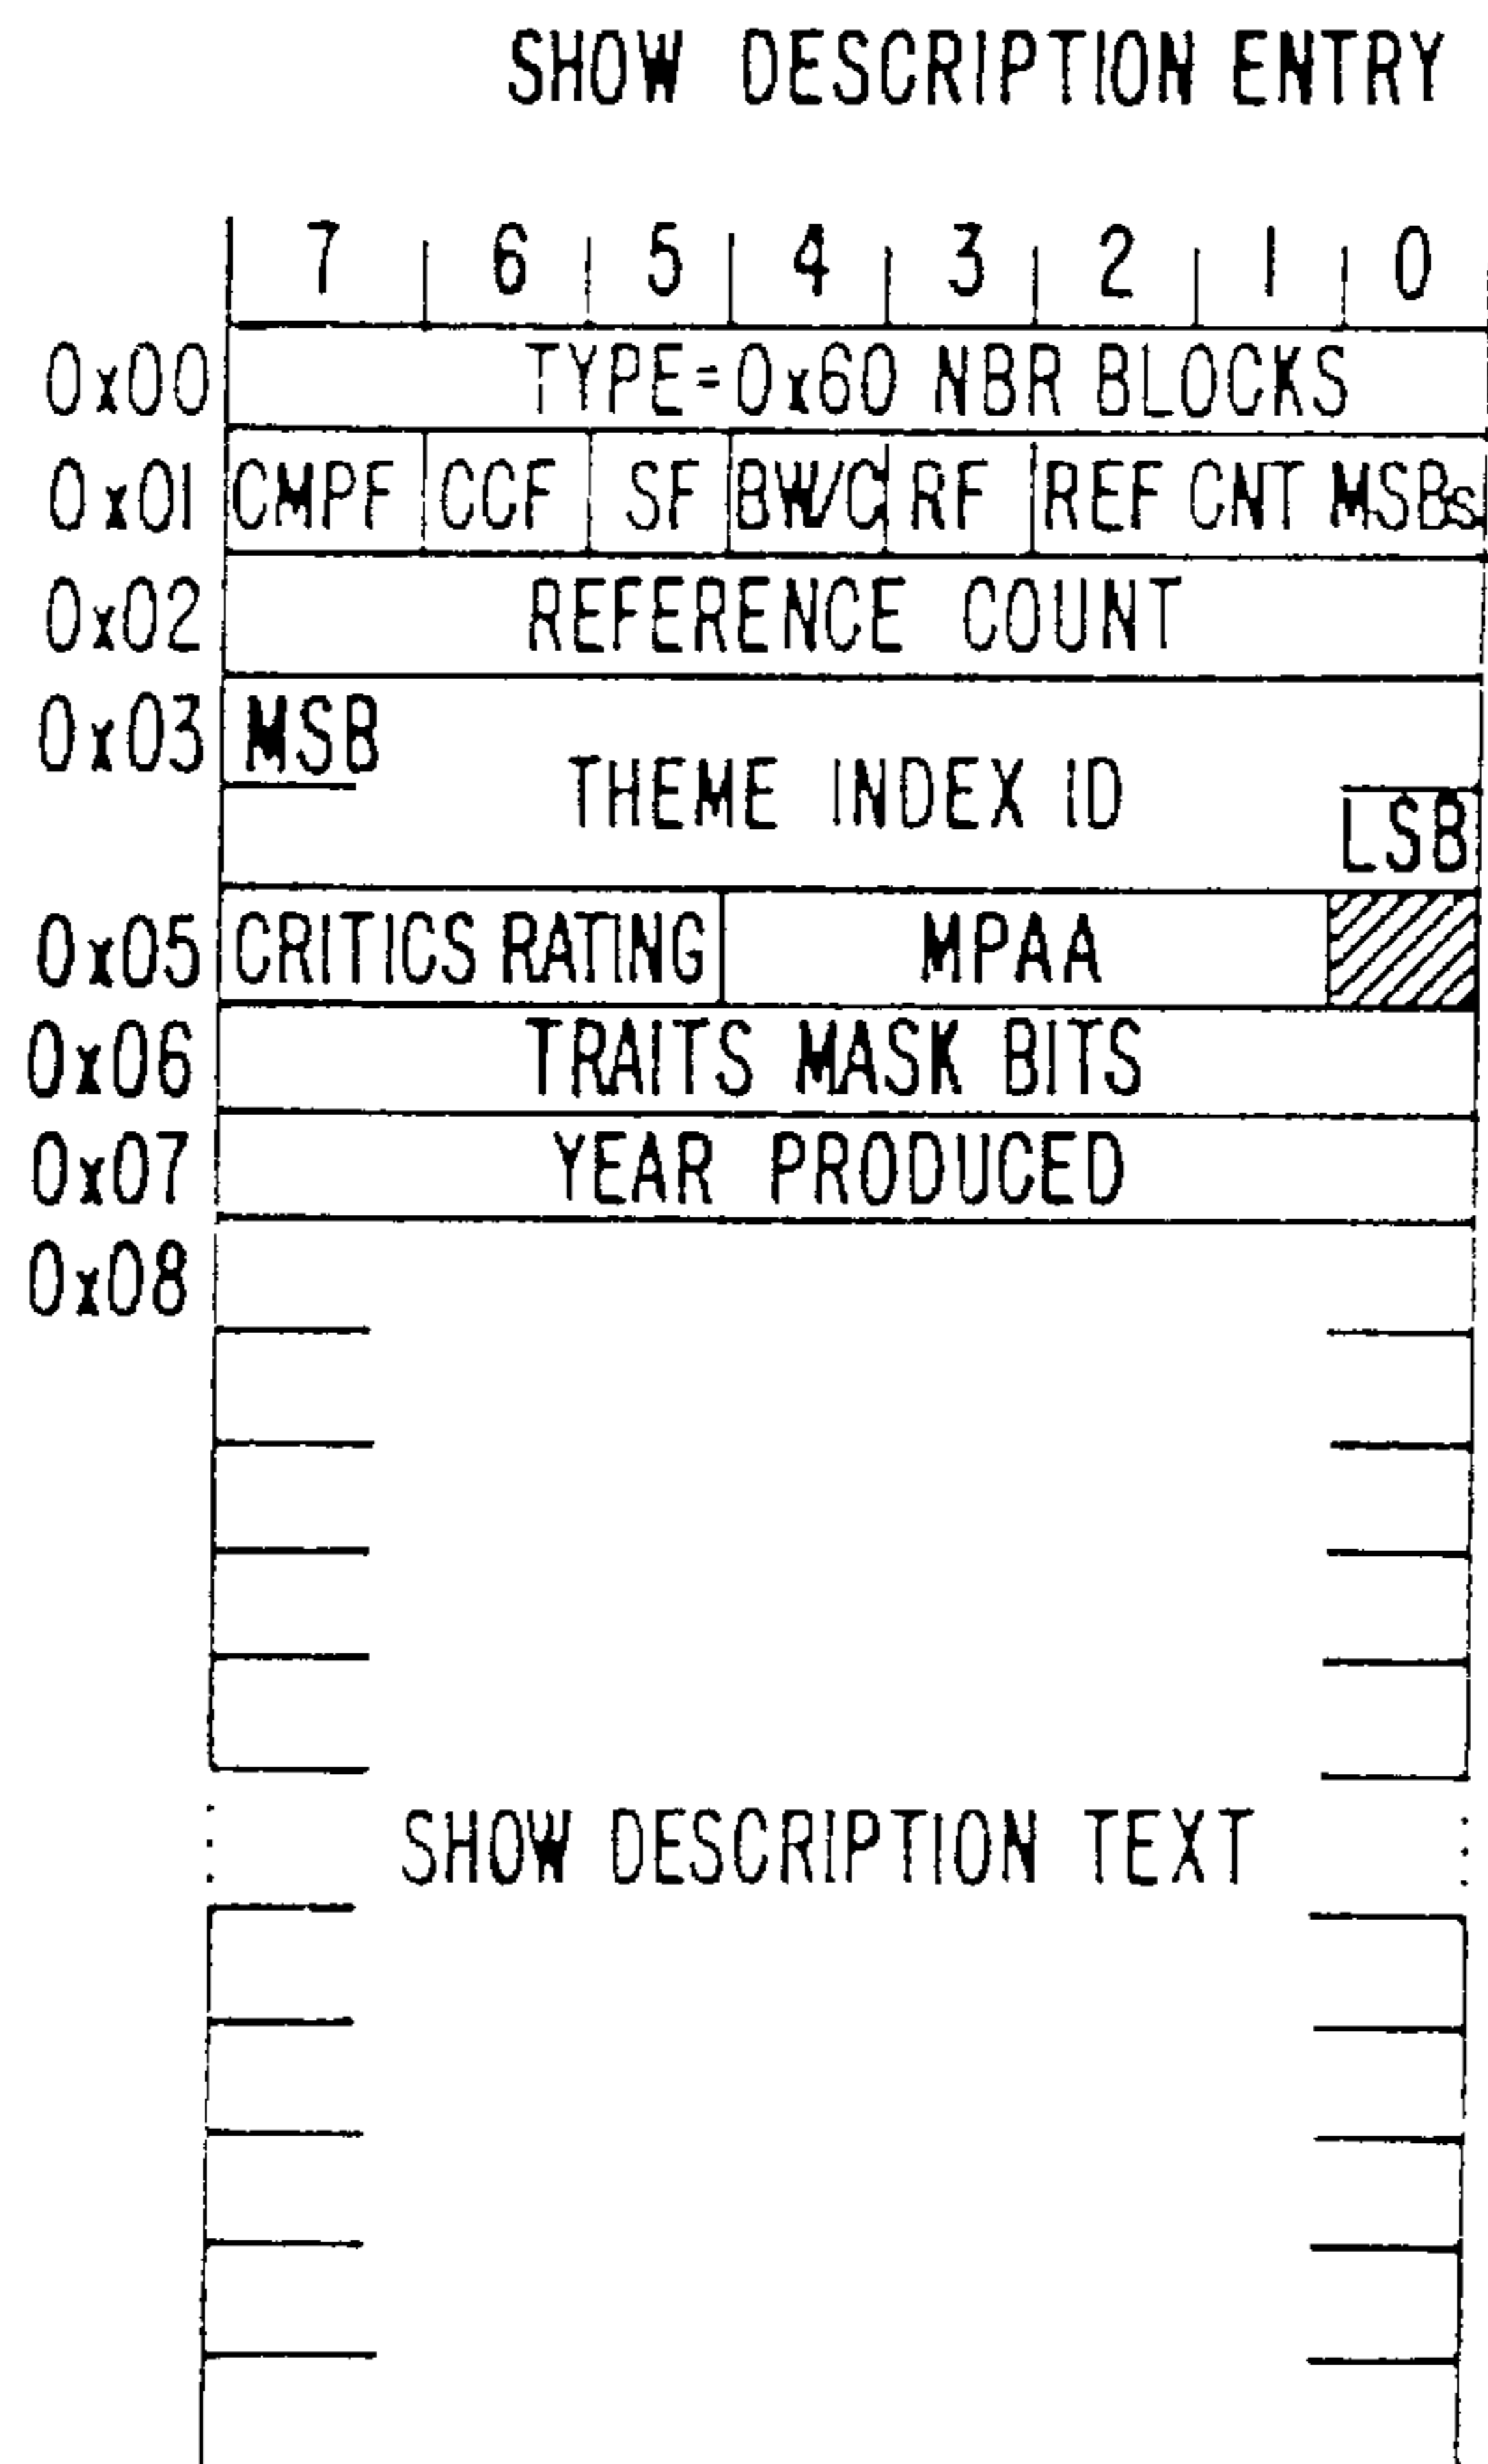 SHOW DESCRIPTION ENTRY
7 6 5 4 3 2 1 0
0x00 TYPE=0x60 NBR BLOCKS
0x01 CMPF CCF SF BW/C RF REF CNT MSBs
0x02 REFERENCE COUNT
0x03 MSB
THEME INDEX ID
LSB
0x05 CRITICS RATING MPAA
0x06 TRAITS MASK BITS
0x07 YEAR PRODUCED
0x08
SHOW DESCRIPTION TEXT